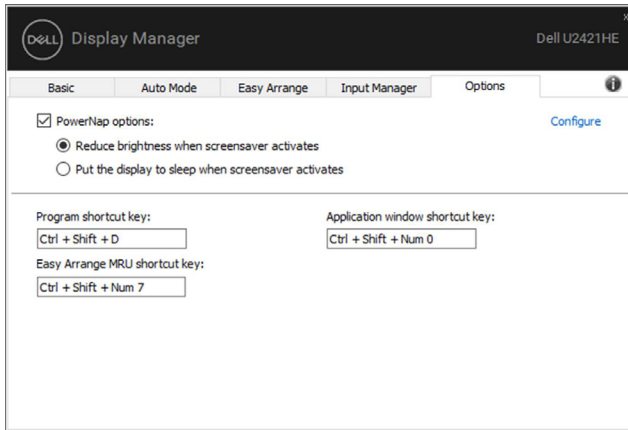 DELL Display Manager
Dell U2421HE
x
Basic Auto Mode Easy Arrange Input Manager Options i
PowerNap options:
Configure
Reduce brightness when screensaver activates
Put the display to sleep when screensaver activates
Program shortcut key:
Application window shortcut key:
Ctrl + Shift + D
Ctrl + Shift + Num 0
Easy Arrange MRU shortcut key:
Ctrl + Shift + Num 7